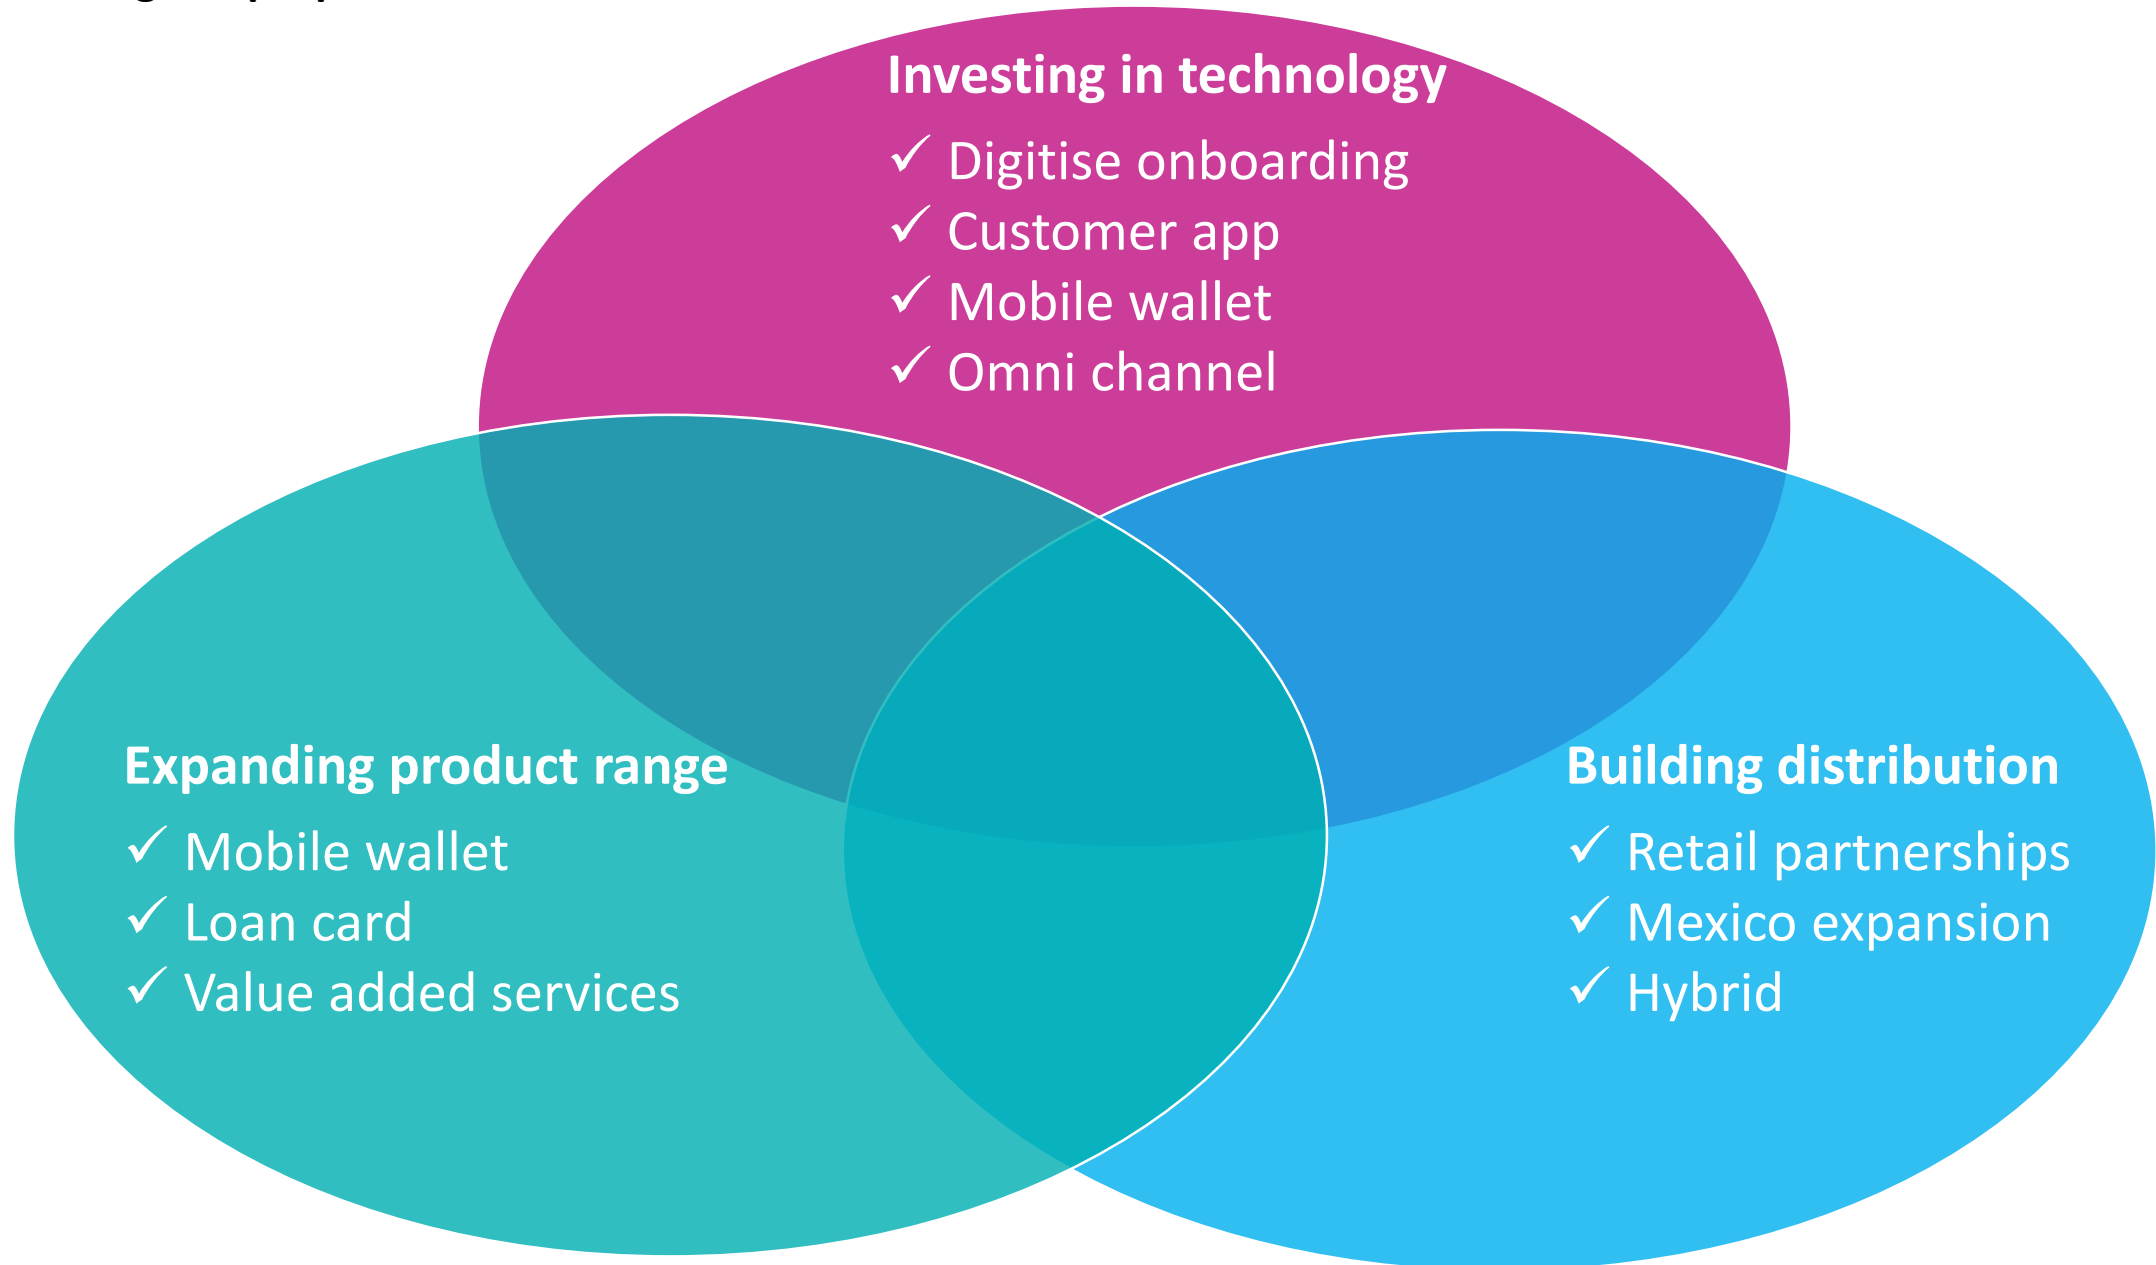 Investing in technology
✓ Digitise onboarding
✓ Customer app
✓ Mobile wallet
✓ Omni channel
Expanding product range
✓ Mobile wallet
✓ Loan card
✓ Value added services
Building distribution
✓ Retail partnerships
✓ Mexico expansion
✓ Hybrid